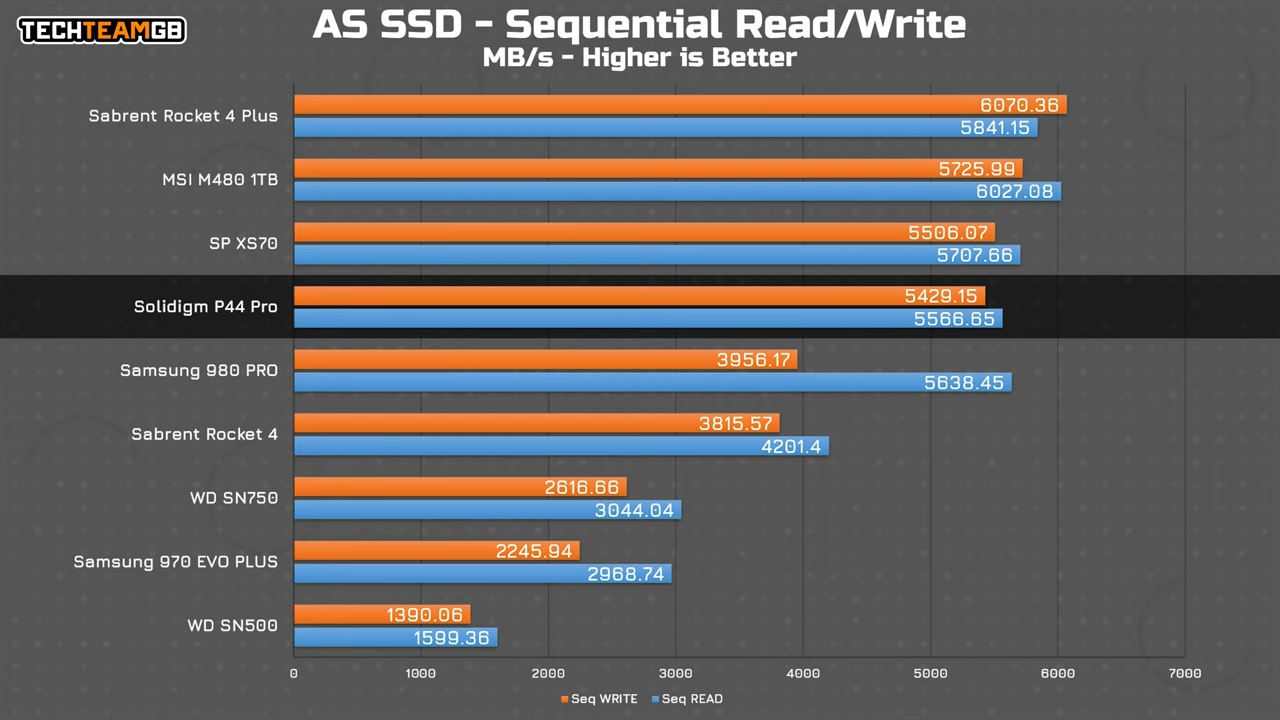 TECHTEAMGB
AS SSD - Sequential Read/Write
MB/s - Higher is Better
Sabrent Rocket 4 Plus
6070.36
5841.15
MSI M480 1TB
5725.99
6027.08
SP XS70
5506.07
5707.66
Solidigm P44 Pro
5429.15
5566.65
Samsung 980 PRO
3956.17
5638.45
Sabrent Rocket 4
3815.57
4201.4
WD SN750
2616.66
3044.04
Samsung 970 EVO PLUS
2245.94
2968.74
WD SN500
1390.06
1599.36
0 1000 2000 3000 4000 5000 6000 7000
Seq WRITE Seq READ